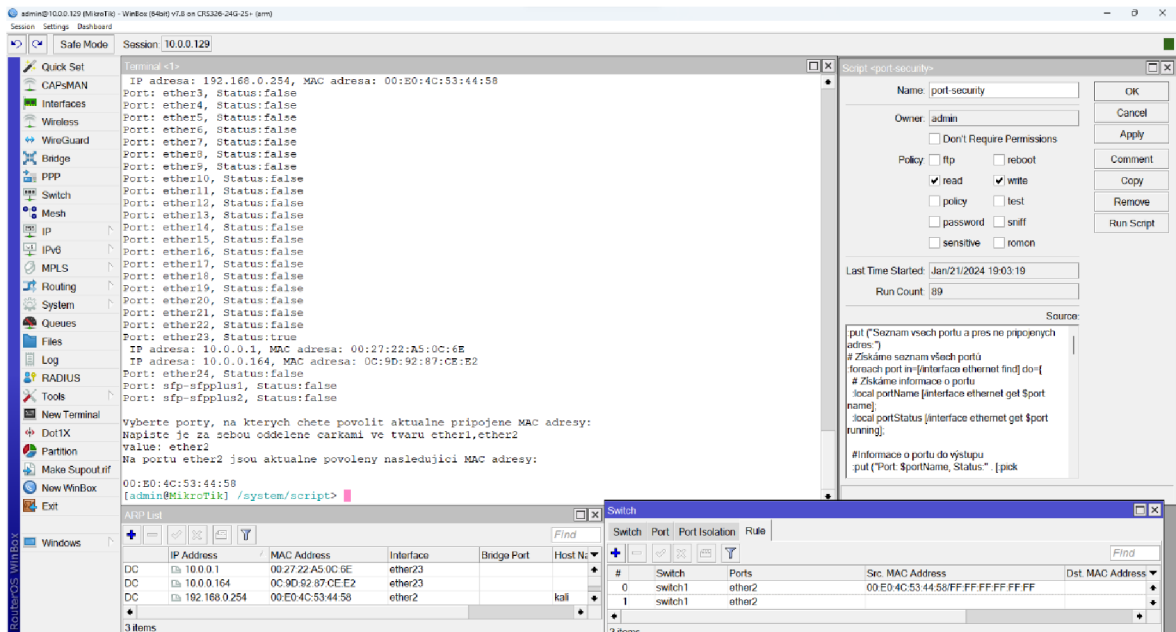 admin@10.0.0.129 (MikroTik) - WinBox (64bit) v7.8 on CRS326-24G-2S+ (arm)
Session Settings Dashboard
Safe Mode Session: 10.0.0.129
Quick Set
CAPsMAN
Interfaces
Wireless
WireGuard
Bridge
PPP
Switch
Mesh
IP
IPv6
MPLS
Routing
System
Queues
Files
Log
RADIUS
Tools
New Terminal
Dot1X
Partition
Make Supout.rif
New WinBox
Exit
Windows
RouterOS WinBox
Terminal <1>
IP adresa: 192.168.0.254, MAC adresa: 00:E0:4C:53:44:58
Port: ether3, Status:false
Port: ether4, Status:false
Port: ether5, Status:false
Port: ether6, Status:false
Port: ether7, Status:false
Port: ether8, Status:false
Port: ether9, Status:false
Port: ether10, Status:false
Port: ether11, Status:false
Port: ether12, Status:false
Port: ether13, Status:false
Port: ether14, Status:false
Port: ether15, Status:false
Port: ether16, Status:false
Port: ether17, Status:false
Port: ether18, Status:false
Port: ether19, Status:false
Port: ether20, Status:false
Port: ether21, Status:false
Port: ether22, Status:false
Port: ether23, Status:true
IP adresa: 10.0.0.1, MAC adresa: 00:27:22:A5:0C:6E
IP adresa: 10.0.0.164, MAC adresa: 0C:9D:92:87:CE:E2
Port: ether24, Status:false
Port: sfp-sfpplus1, Status:false
Port: sfp-sfpplus2, Status:false
Vyberte porty, na kterych chete povolit aktualne pripojene MAC adresy:
Napiste je za sebou oddelene carkami ve tvaru ether1,ether2
value: ether2
Na portu ether2 jsou aktualne povoleny nasledujici MAC adresy:
00:E0:4C:53:44:58
[admin@MikroTik] /system/script>
Script <port-security>
Name: port-security
Owner: admin
Don't Require Permissions
Policy: ftp reboot
read write
policy test
password sniff
sensitive romon
Last Time Started: Jan/21/2024 19:03:19
Run Count: 89
Source:
:put ("Seznam vsech portu a pres ne pripojenych
adres:")
# Získáme seznam všech portů
:foreach port in=[/interface ethernet find] do={
# Získáme informace o portu
:local portName [/interface ethernet get $port
name];
:local portStatus [/interface ethernet get $port
running];
#Informace o portu do výstupu
:put ("Port: $portName, Status:" . [:pick
OK
Cancel
Apply
Comment
Copy
Remove
Run Script
ARP List
Find
IP Address MAC Address Interface Bridge Port Host Na
DC 10.0.0.1 00:27:22:A5:0C:6E ether23
DC 10.0.0.164 0C:9D:92:87:CE:E2 ether23
DC 192.168.0.254 00:E0:4C:53:44:58 ether2 kali
3 items
Switch
Switch Port Port Isolation Rule
Find
# Switch Ports Src. MAC Address Dst. MAC Address
0 switch1 ether2 00:E0:4C:53:44:58/FF:FF:FF:FF:FF:FF
1 switch1 ether2